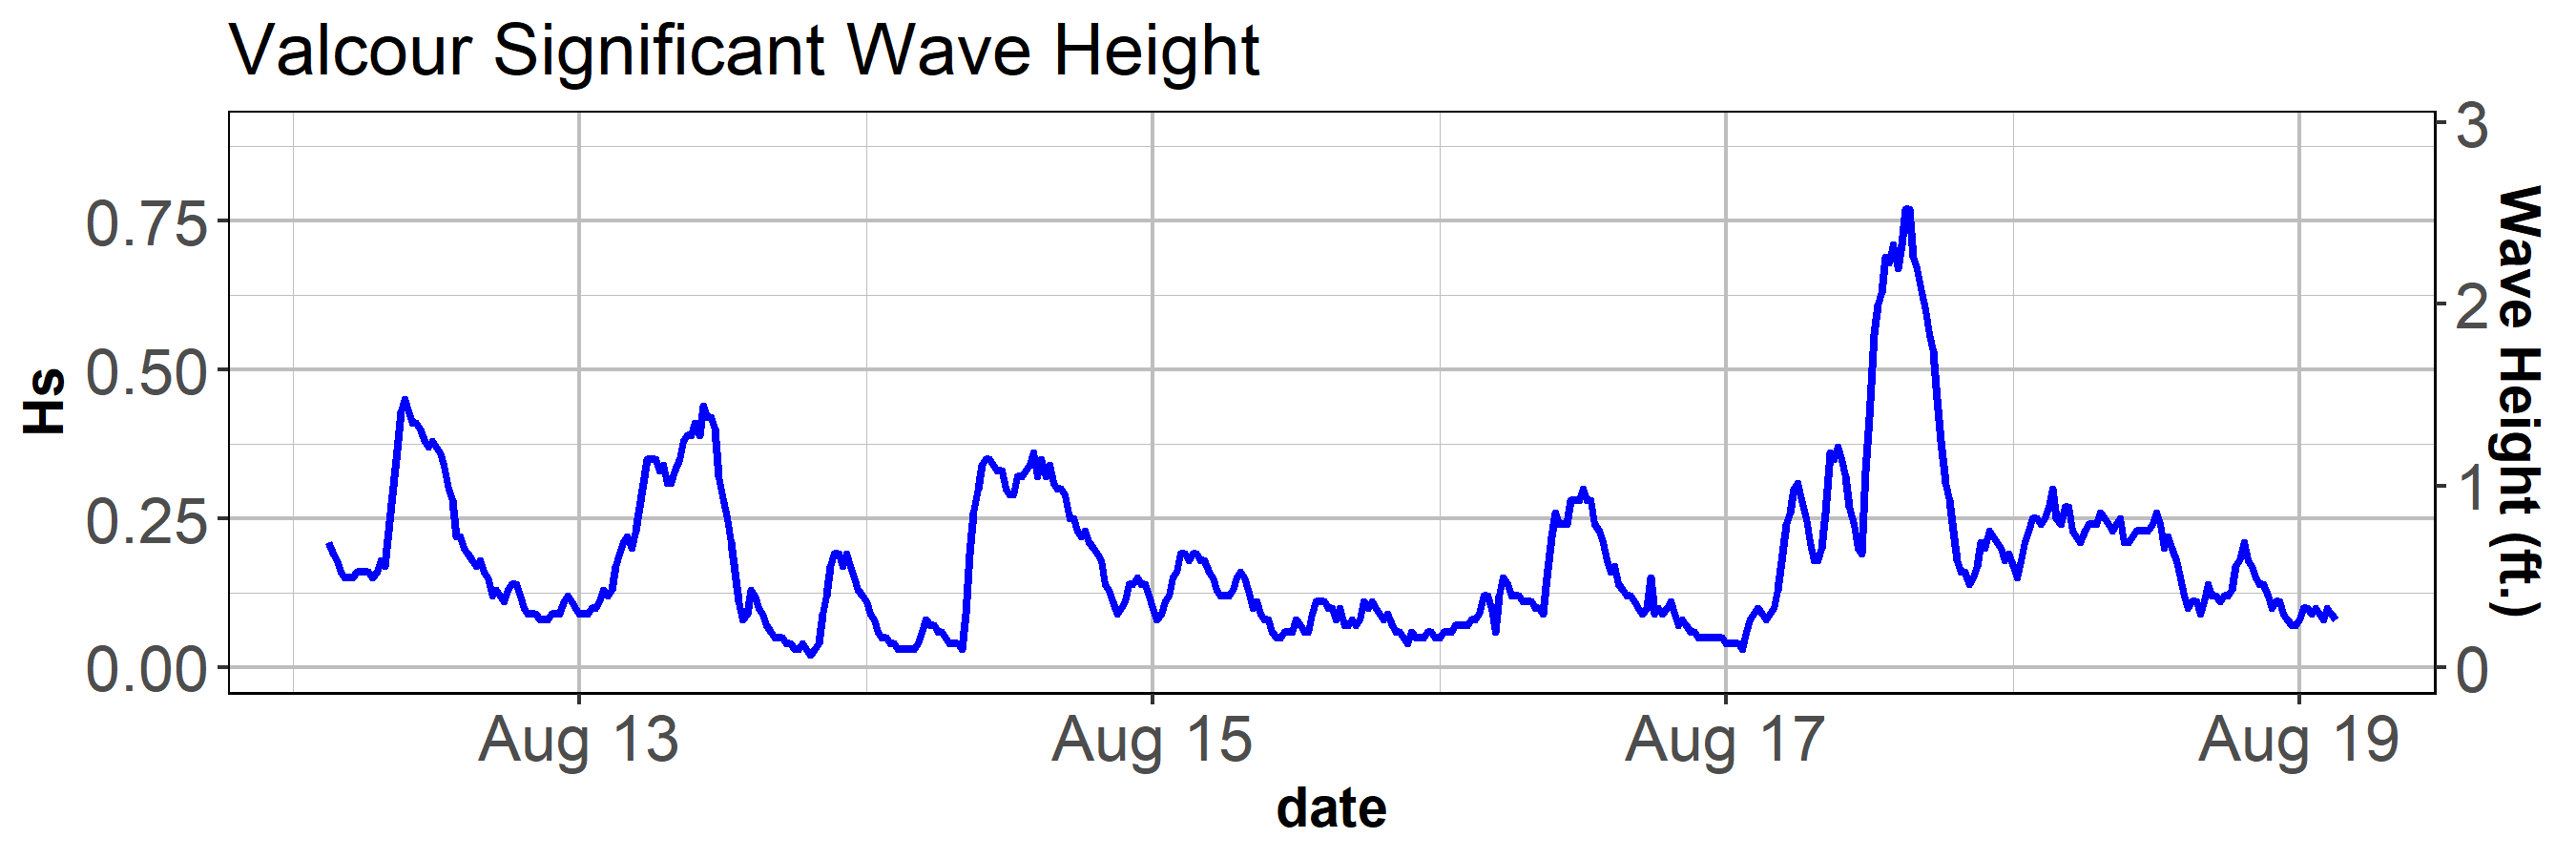 Valcour Significant Wave Height
Hs
0.75
0.50
0.25
0.00
3
2
1
0
Wave Height (ft.)
Aug 13
Aug 15
Aug 17
Aug 19
date